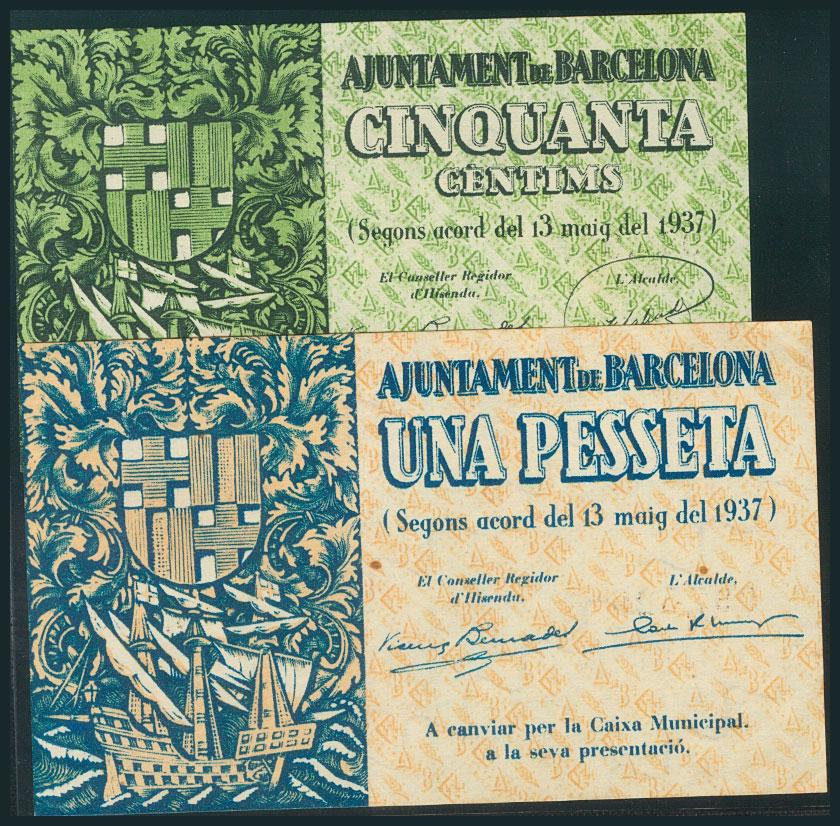 AJUNTAMENT DE BARCELONA
CINQUANTA
CÈNTIMS
(Segons acord del 13 maig del 1937)
El Conseller Regidor
d'Hisenda,
L'Alcalde,
AJUNTAMENT DE BARCELONA
UNA PESSETA
(Segons acord del 13 maig del 1937)
El Conseller Regidor
d'Hisenda,
L'Alcalde,
A canviar per la Caixa Municipal.
a la seva presentació.